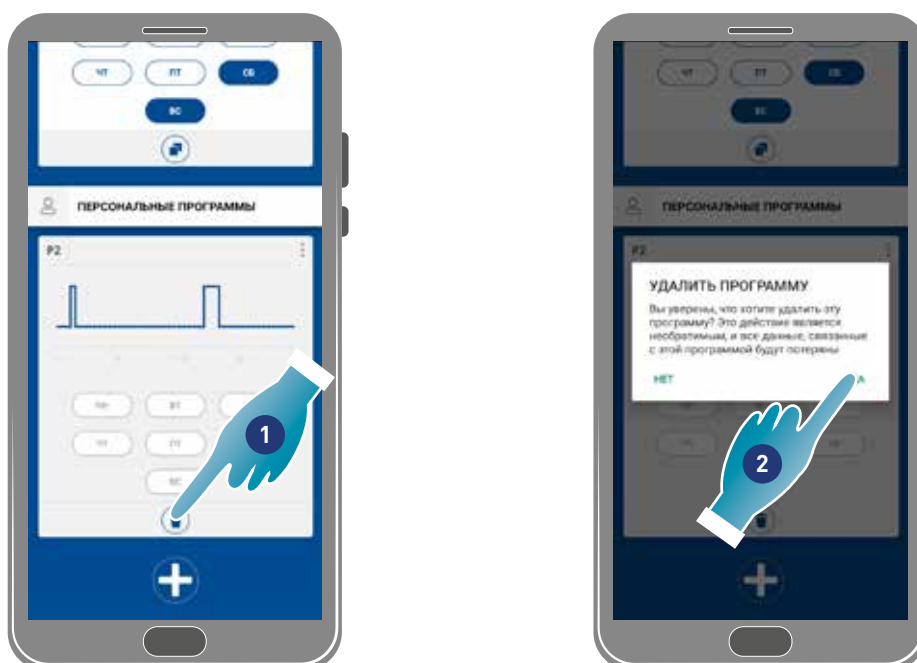 ЧТ ПТ СБ
ВС
ПЕРСОНАЛЬНЫЕ ПРОГРАММЫ
P2
ПН ВТ
ЧТ ПТ
ВС
1
ЧТ ПТ СБ
ВС
ПЕРСОНАЛЬНЫЕ ПРОГРАММЫ
P2
УДАЛИТЬ ПРОГРАММУ
Вы уверены, что хотите удалить эту
программу? Это действие является
необратимым, и все данные, связанные
с этой программой будут потеряны
НЕТ А
2